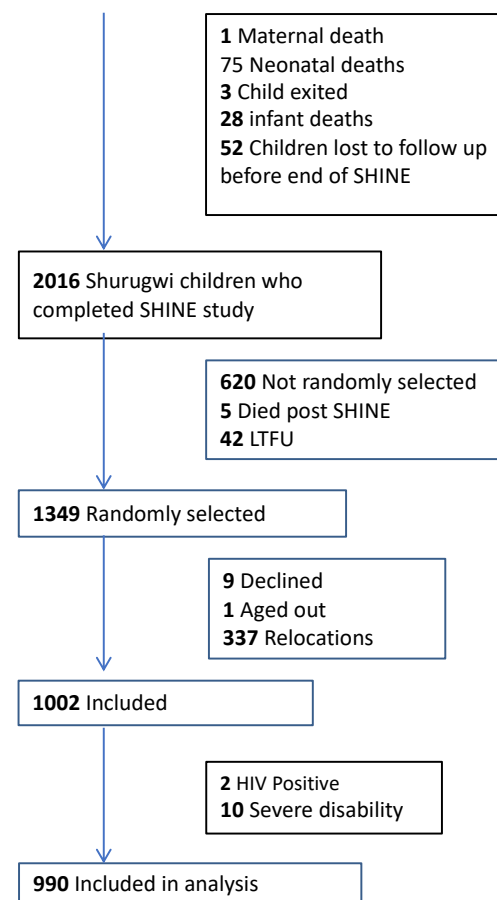 1 Maternal death
75 Neonatal deaths
3 Child exited
28 infant deaths
52 Children lost to follow up
before end of SHINE
2016 Shurugwi children who
completed SHINE study
620 Not randomly selected
5 Died post SHINE
42 LTFU
1349 Randomly selected
9 Declined
1 Aged out
337 Relocations
1002 Included
2 HIV Positive
10 Severe disability
990 Included in analysis